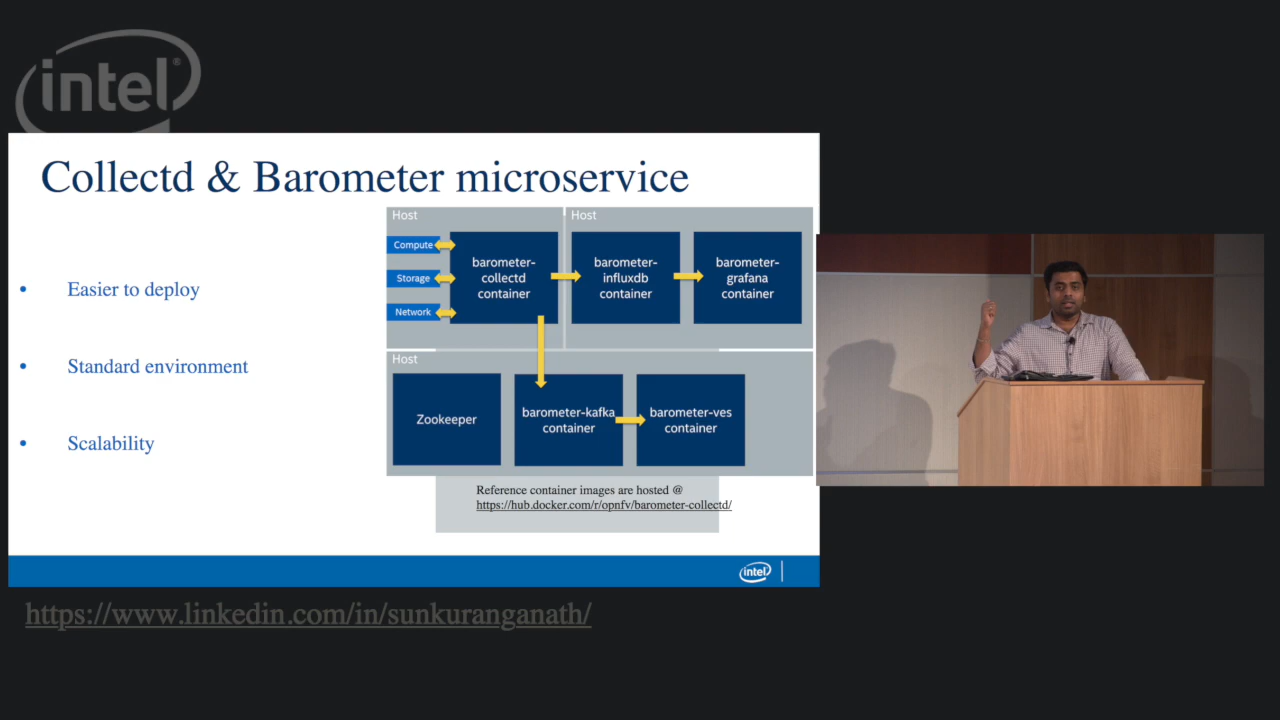 intel®
Collectd & Barometer microservice
• Easier to deploy
• Standard environment
• Scalability
Host
Compute
Storage
Network
barometer-
collectd
container
Host
barometer-
influxdb
container
barometer-
grafana
container
Host
Zookeeper
barometer-kafka
container
barometer-ves
container
Reference container images are hosted @
https://hub.docker.com/r/opnfv/barometer-collectd/
intel
https://www.linkedin.com/in/sunkuranganath/